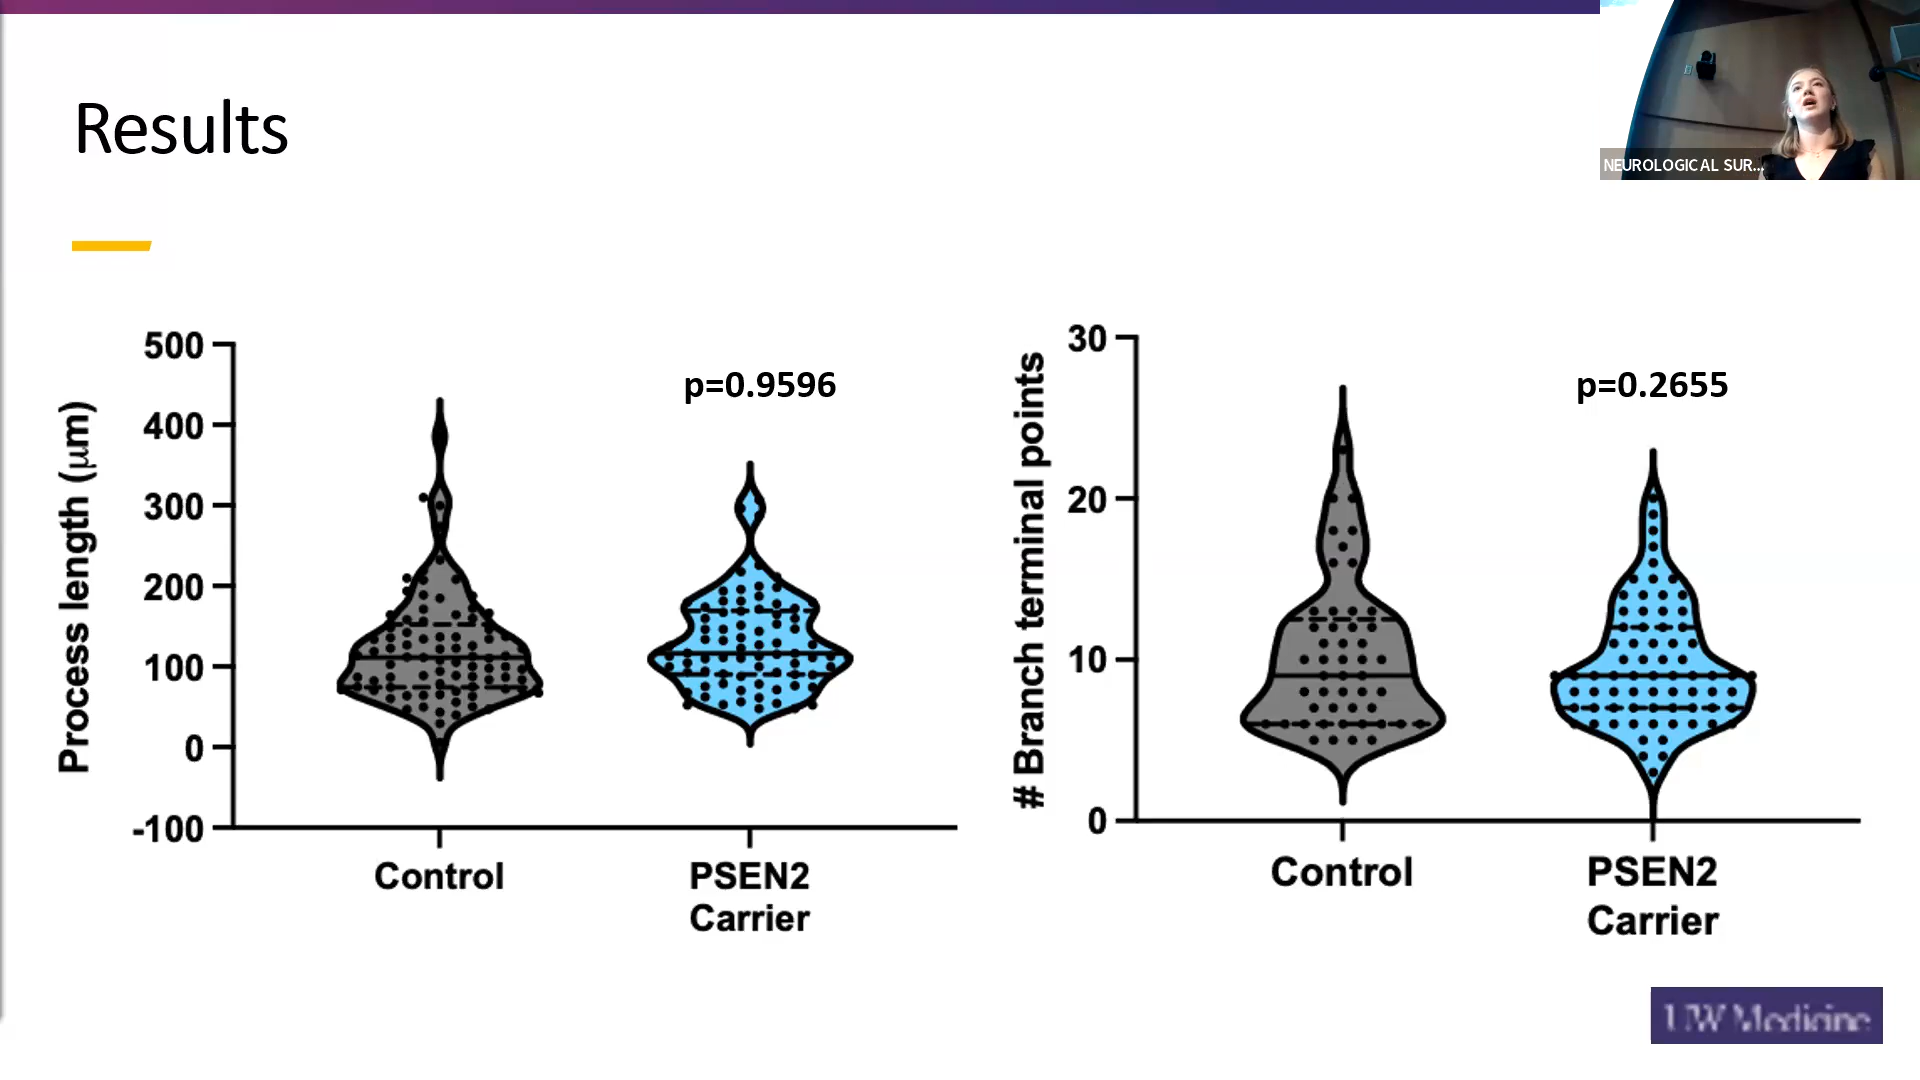 Results
NEUROLOGICAL SUR...
500
400
300
200
100
0
-100
Process length (µm)
p=0.9596
Control
PSEN2
Carrier
30
20
10
0
# Branch terminal points
p=0.2655
Control
PSEN2
Carrier
UW Medicine